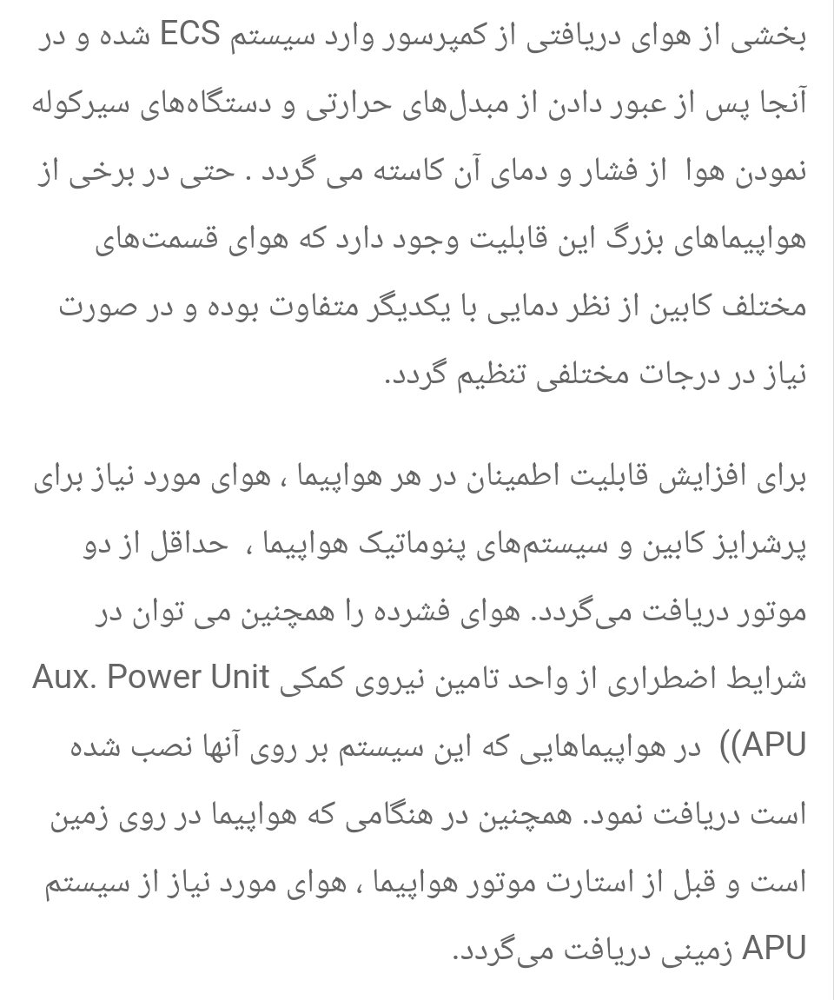 بخشی از هوای دریافتی از کمپرسور وارد سیستم ECS شده و در
آنجا پس از عبور دادن از مبدل‌های حرارتی و دستگاه‌های سیرکوله
نمودن هوا  از فشار و دمای آن کاسته می گردد . حتی در برخی از
هواپیماهای بزرگ این قابلیت وجود دارد که هوای قسمت‌های
مختلف کابین از نظر دمایی با یکدیگر متفاوت بوده و در صورت
نیاز در درجات مختلفی تنظیم گردد.
برای افزایش قابلیت اطمینان در هر هواپیما ، هوای مورد نیاز برای
پرشرایز کابین و سیستم‌های پنوماتیک هواپیما ،  حداقل از دو
موتور دریافت می‌گردد. هوای فشرده را همچنین می توان در
شرایط اضطراری از واحد تامین نیروی کمکی Aux. Power Unit
APU))  در هواپیماهایی که این سیستم بر روی آنها نصب شده
است دریافت نمود. همچنین در هنگامی که هواپیما در روی زمین
است و قبل از استارت موتور هواپیما ، هوای مورد نیاز از سیستم
APU زمینی دریافت می‌گردد.